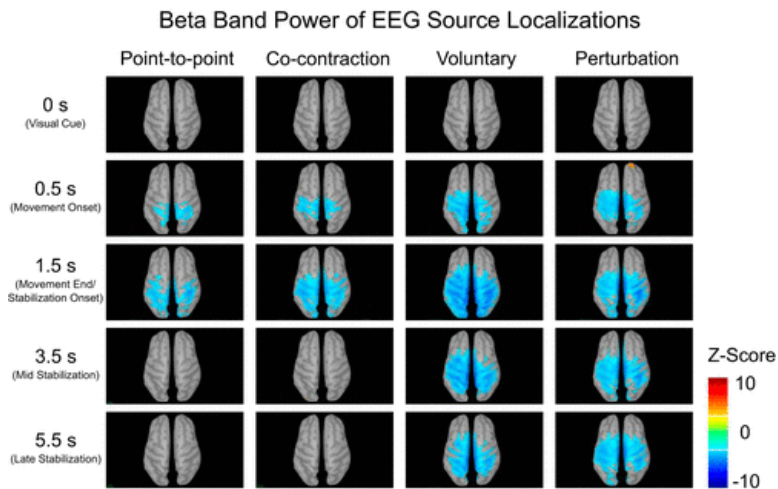 Beta Band Power of EEG Source Localizations
Point-to-point Co-contraction Voluntary Perturbation
0 s
(Visual Cue)
0.5 s
(Movement Onset)
1.5 s
(Movement End/
Stabilization Onset)
3.5 s
(Mid Stabilization)
5.5 s
(Late Stabilization)
Z-Score
10
0
-10